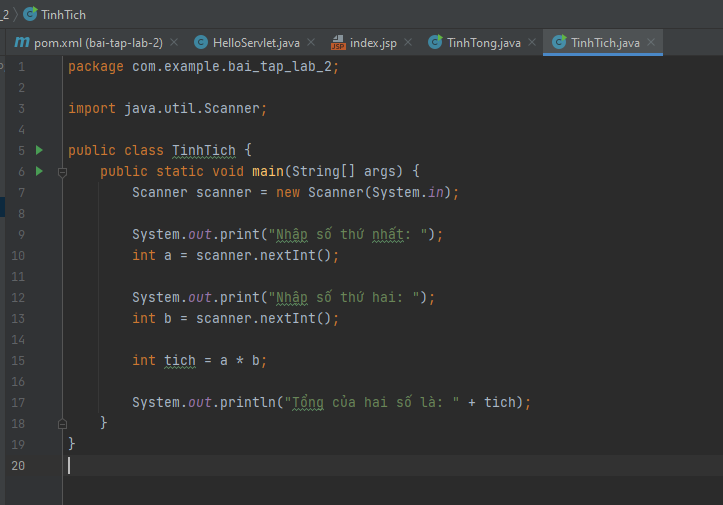 _2 TinhTich
pom.xml (bai-tap-lab-2) HelloServlet.java index.jsp TinhTong.java TinhTich.java
1 package com.example.bai_tap_lab_2;
2
3 import java.util.Scanner;
4
5 public class TinhTich {
6 public static void main(String[] args) {
7 Scanner scanner = new Scanner(System.in);
8
9 System.out.print("Nhập số thứ nhất: ");
10 int a = scanner.nextInt();
11
12 System.out.print("Nhập số thứ hai: ");
13 int b = scanner.nextInt();
14
15 int tich = a * b;
16
17 System.out.println("Tổng của hai số là: " + tich);
18 }
19 }
20